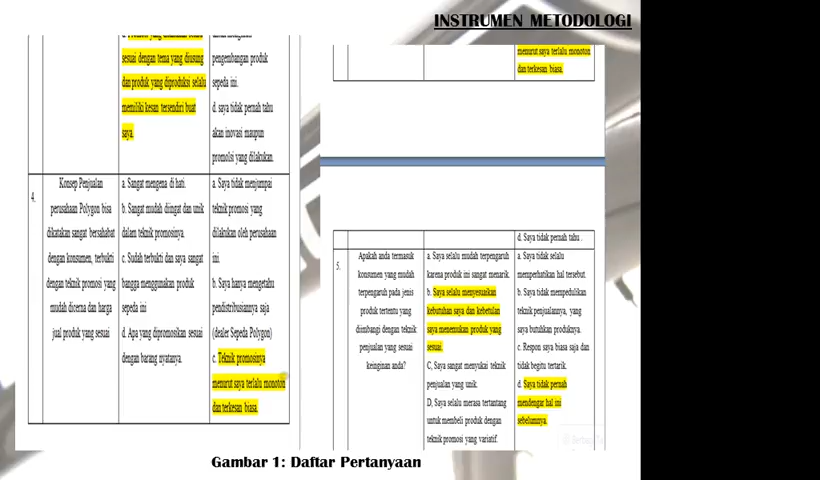 INSTRUMEN METODOLOGI
sesuai dengan tema yang diusung
dan produk yang diproduksi selalu
memiliki kesan tersendiri buat
saya.
pengembangan produk
sepeda ini.
d. saya tidak pernah tahu
akan inovasi maupun
promolsi yang dilakukan.
4.
Konsep Penjualan
perusahaan Polygon bisa
dikatakan sangat bersahabat
dengan konsumen, terbukti
dengan teknik promosi yang
mudah dicerna dan harga
jual produk yang sesuai
a. Sangat mengena di hati.
b. Sangat mudah diingat dan unik
dalam teknik promosinya.
c. Sudah terbukti dan saya sangat
bangga menggunakan produk
sepeda ini
d. Apa yang dipromosikan sesuai
dengan barang nyatanya.
a. Saya tidak menjumpai
teknik promosi yang
dilakukan oleh perusahaan
ini
b. Saya hanya mengetahu
pendistribusiannya saja
(dealer Sepeda Polygon)
c. Teknik promosinya
menurut saya terlalu monoton
dan terkesan biasa.
menurut saya terlalu monoton
dan terkesan biasa.
d. Saya tidak pernah tahu .
5.
Apakah anda termasuk
konsumen yang mudah
terpengaruh pada jenis
produk tertentu yang
diimbangi dengan teknik
penjualan yang sesuai
keinginan anda?
a. Saya selalu mudah terpengaruh
karena produk ini sangat menarik.
b. Saya selalu menyesuaikan
kebutuhan saya dan kebetulan
saya menemukan produk yang
sesuai.
C, Saya sangat menyukai teknik
penjualan yang unik.
D, Saya selalu merasa tertantang
untuk membeli produk dengan
teknik promosi yang variatif.
a. Saya tidak selalu
memperhatikan hal tersebut.
b. Saya tidak mempedulikan
teknik penjualannya, yang
saya butuhkan produknya.
c. Respon saya biasa saja dan
tidak begitu tertarik.
d. Saya tidak pernah
mendengar hal ini
sebelumnya.
Gambar 1: Daftar Pertanyaan